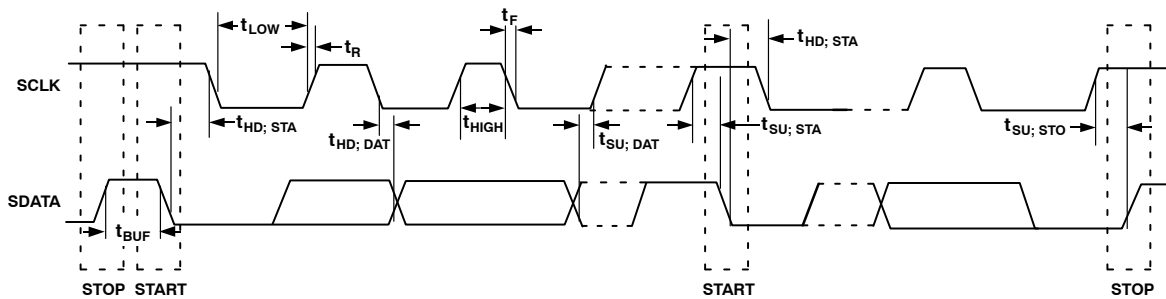 tF
tLOW
tR
tHD; STA
SCLK
tHD; STA
tHD; DAT
tHIGH
tSU; DAT
tSU; STA
tSU; STO
SDATA
tBUF
STOP START START STOP